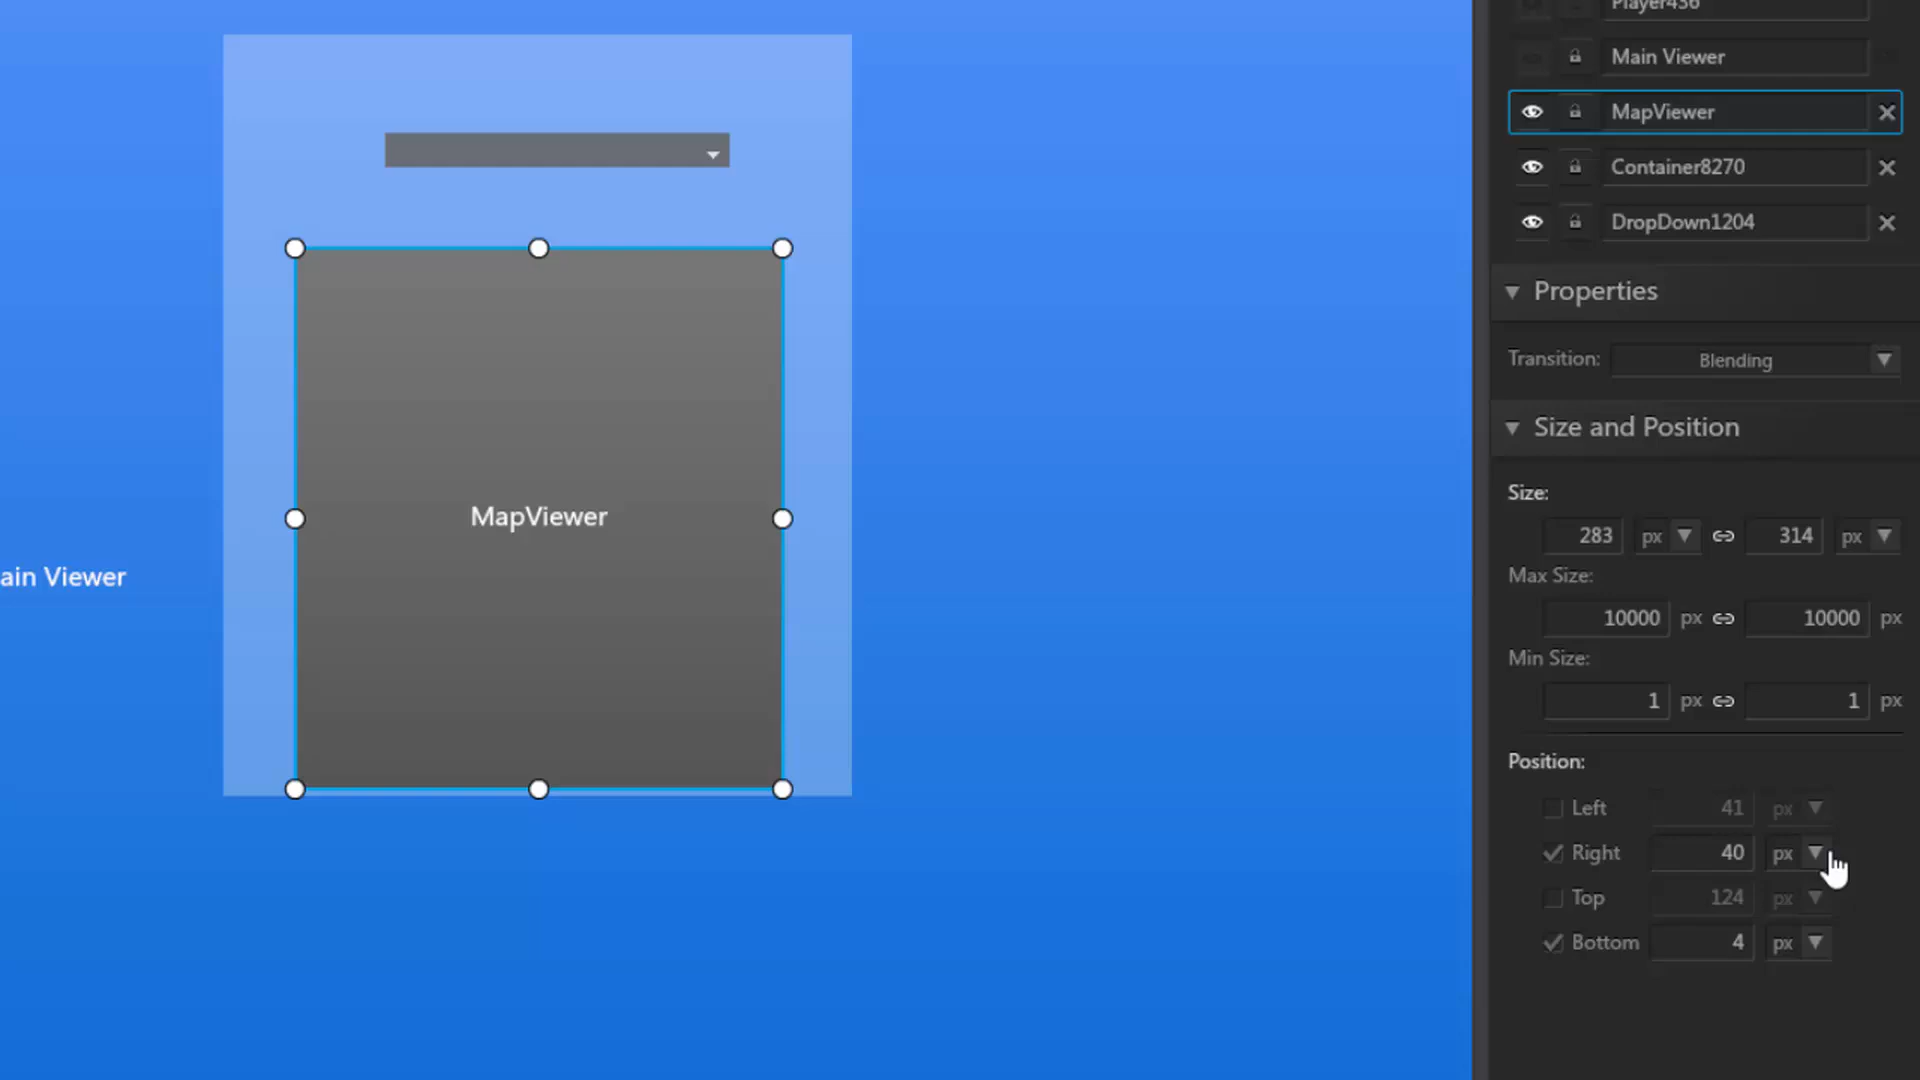 Player436
Main Viewer
MapViewer
Container8270
DropDown1204
Properties
Transition: Blending
Size and Position
Size:
283 px 314 px
Max Size:
10000 px 10000 px
Min Size:
1 px 1 px
Position:
Left 41 px
Right 40 px
Top 124 px
Bottom 4 px
MapViewer
ain Viewer